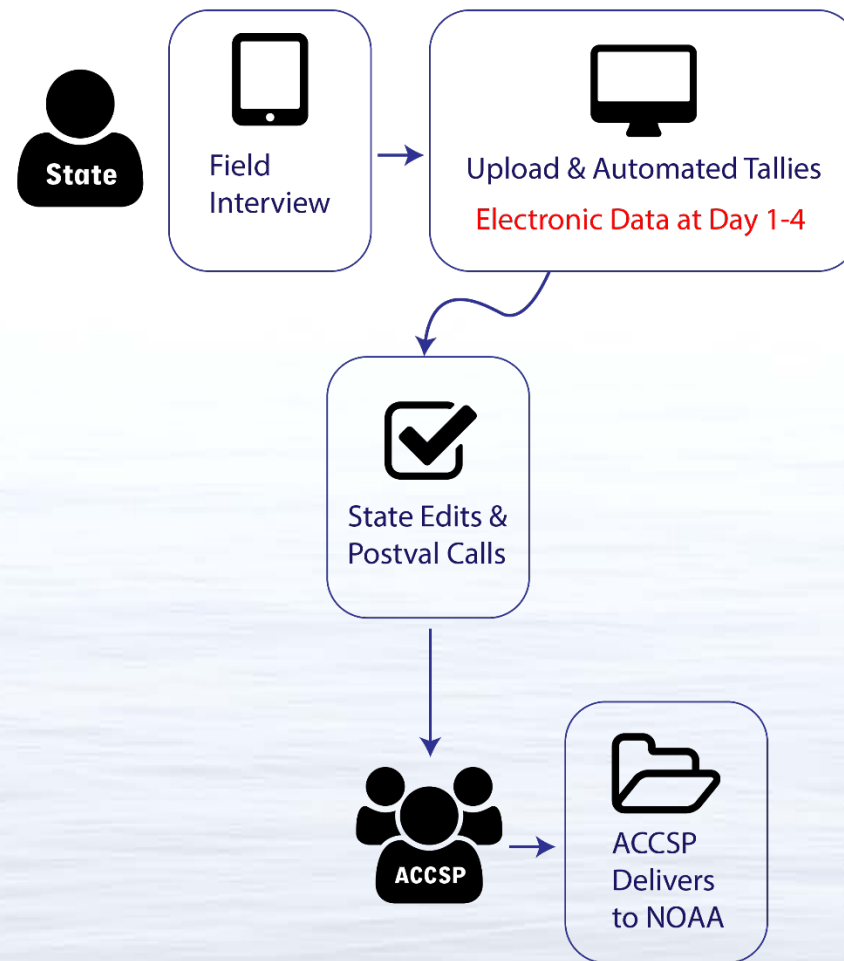 State
Field
Interview
Upload & Automated Tallies
Electronic Data at Day 1-4
State Edits &
Postval Calls
ACCSP
ACCSP
Delivers
to NOAA